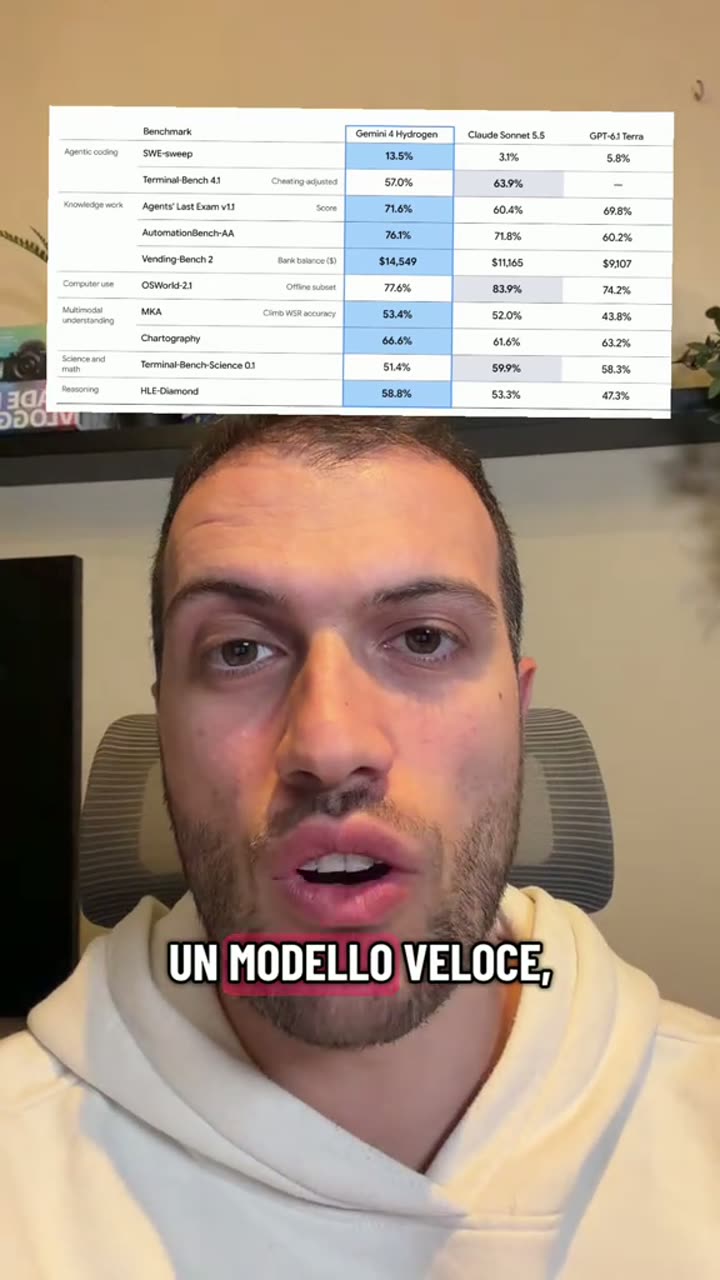 Benchmark Gemini 4 Hydrogen Claude Sonnet 5.5 GPT-6.1 Terra
Agentic coding SWE-sweep 13.5% 3.1% 5.8%
Terminal-Bench 4.1 Cheating-adjusted 57.0% 63.9% —
Knowledge work Agents' Last Exam v1.1 Score 71.6% 60.4% 69.8%
AutomationBench-AA 76.1% 71.8% 60.2%
Vending-Bench 2 Bank balance ($) $14,549 $11,165 $9,107
Computer use OSWorld-2.1 Offline subset 77.6% 83.9% 74.2%
Multimodal understanding MKA Climb WSR accuracy 53.4% 52.0% 43.8%
Chartography 66.6% 61.6% 63.2%
Science and math Terminal-Bench-Science 0.1 51.4% 59.9% 58.3%
Reasoning HLE-Diamond 58.8% 53.3% 47.3%
UN MODELLO VELOCE,